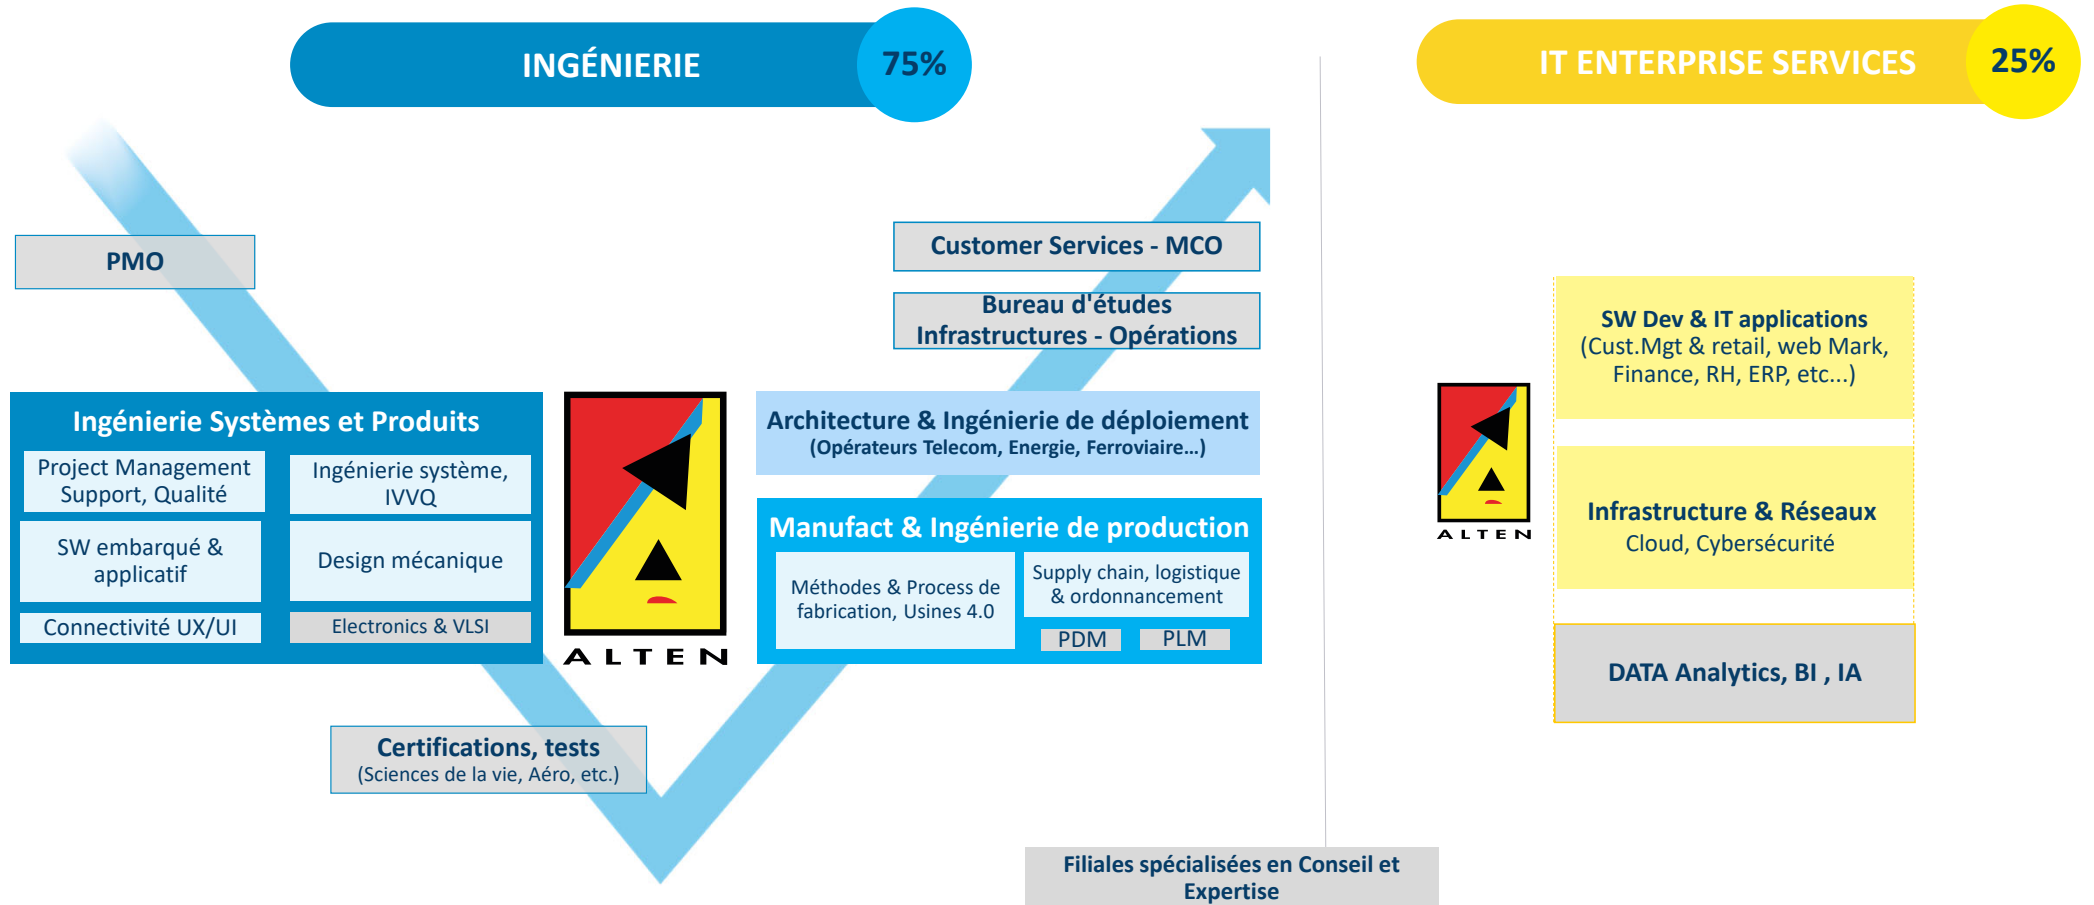 INGÉNIERIE
75%
IT ENTERPRISE SERVICES
25%
PMO
Customer Services - MCO
Bureau d'études
Infrastructures - Opérations
Ingénierie Systèmes et Produits
Project Management
Support, Qualité
Ingénierie système,
IVVQ
SW embarqué &
applicatif
Design mécanique
Connectivité UX/UI
Electronics & VLSI
ALTEN
Architecture & Ingénierie de déploiement
(Opérateurs Telecom, Energie, Ferroviaire...)
Manufact & Ingénierie de production
Méthodes & Process de
fabrication, Usines 4.0
Supply chain, logistique
& ordonnancement
PDM
PLM
Certifications, tests
(Sciences de la vie, Aéro, etc.)
ALTEN
SW Dev & IT applications
(Cust.Mgt & retail, web Mark,
Finance, RH, ERP, etc...)
Infrastructure & Réseaux
Cloud, Cybersécurité
DATA Analytics, BI , IA
Filiales spécialisées en Conseil et
Expertise